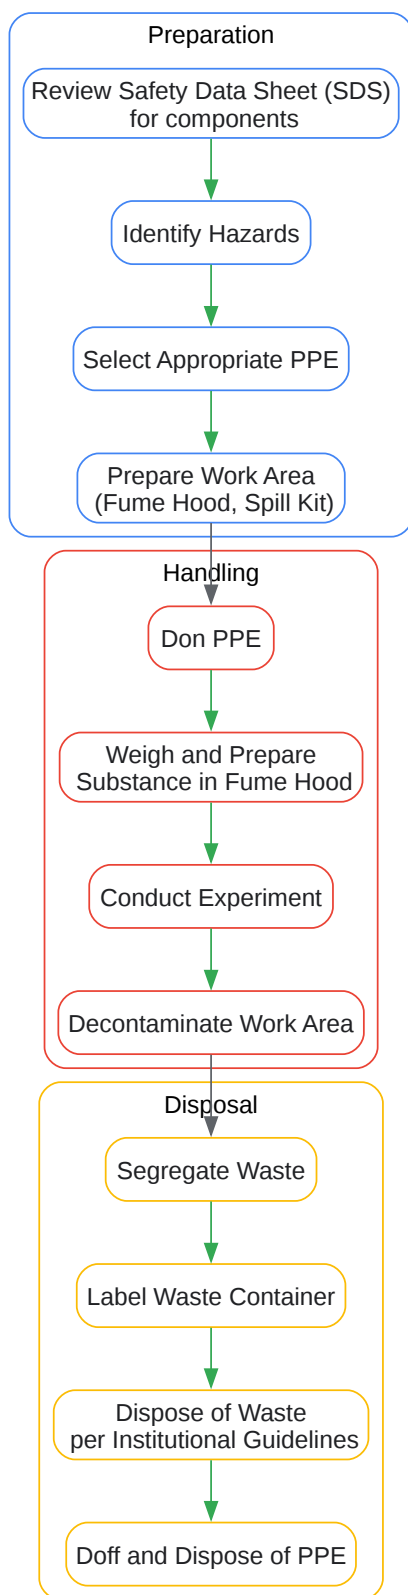 Preparation
Review Safety Data Sheet (SDS)
for components
Identify Hazards
Select Appropriate PPE
Prepare Work Area
(Fume Hood, Spill Kit)
Handling
Don PPE
Weigh and Prepare
Substance in Fume Hood
Conduct Experiment
Decontaminate Work Area
Disposal
Segregate Waste
Label Waste Container
Dispose of Waste
per Institutional Guidelines
Doff and Dispose of PPE